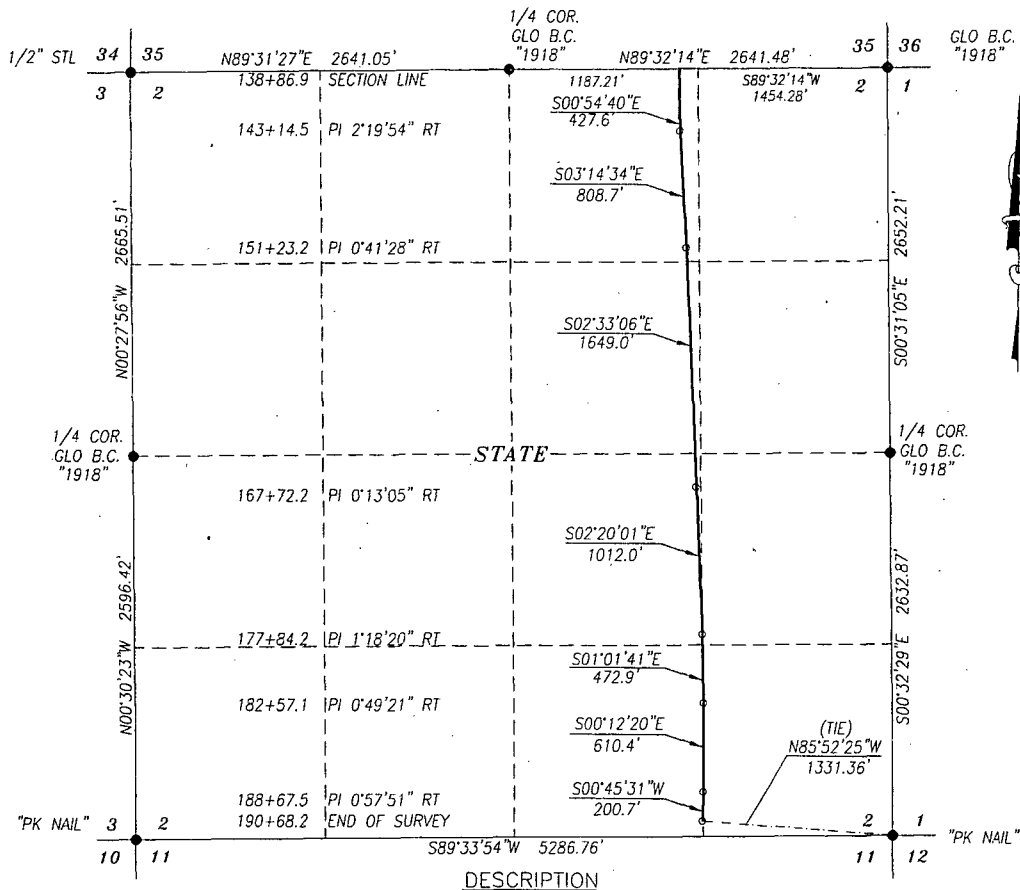 1/4 COR.
GLO B.C.
"1918"
GLO B.C.
"1918"
1/2" STL
34 35
3 2
N89°31'27"E 2641.05'
N89°32'14"E 2641.48'
35 36
2 1
138+86.9 SECTION LINE
1187.21'
S89°32'14"W
1454.28'
S00°54'40"E
427.6'
143+14.5 PI 2°19'54" RT
S03°14'34"E
808.7'
N00°27'56"W 2665.51'
S00°31'05"E 2652.21'
151+23.2 PI 0°41'28" RT
S02°33'06"E
1649.0'
1/4 COR.
GLO B.C.
"1918"
STATE
1/4 COR.
GLO B.C.
"1918"
167+72.2 PI 0°13'05" RT
S02°20'01"E
1012.0'
N00°30'23"W 2596.42'
S00°32'29"E 2632.87'
177+84.2 PI 1°18'20" RT
S01°01'41"E
472.9'
182+57.1 PI 0°49'21" RT
S00°12'20"E
610.4'
(TIE)
N85°52'25"W
1331.36'
188+67.5 PI 0°57'51" RT
S00°45'31"W
200.7'
190+68.2 END OF SURVEY
"PK NAIL" 3 2
10 11
2 1 "PK NAIL"
11 12
S89°33'54"W 5286.76'
DESCRIPTION